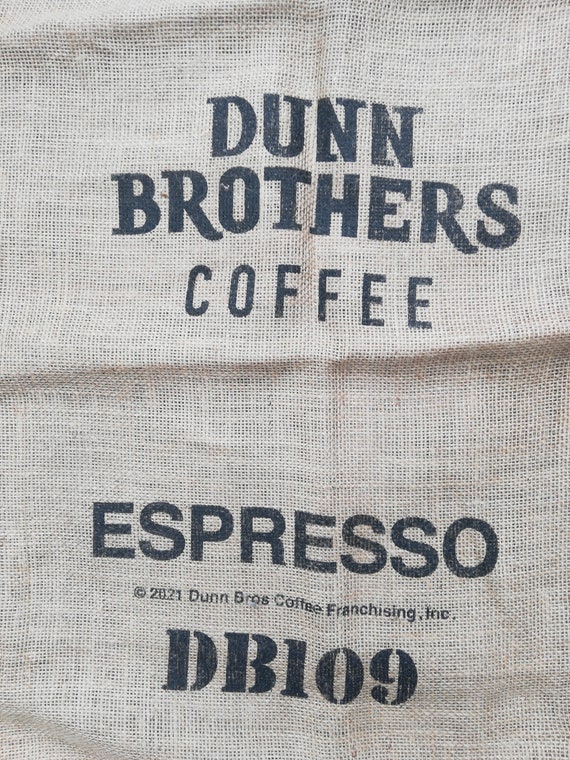 DUNN
BROTHERS
COFFEE
ESPRESSO
© 2021 Dunn Bros Coffee Franchising, Inc.
DB109